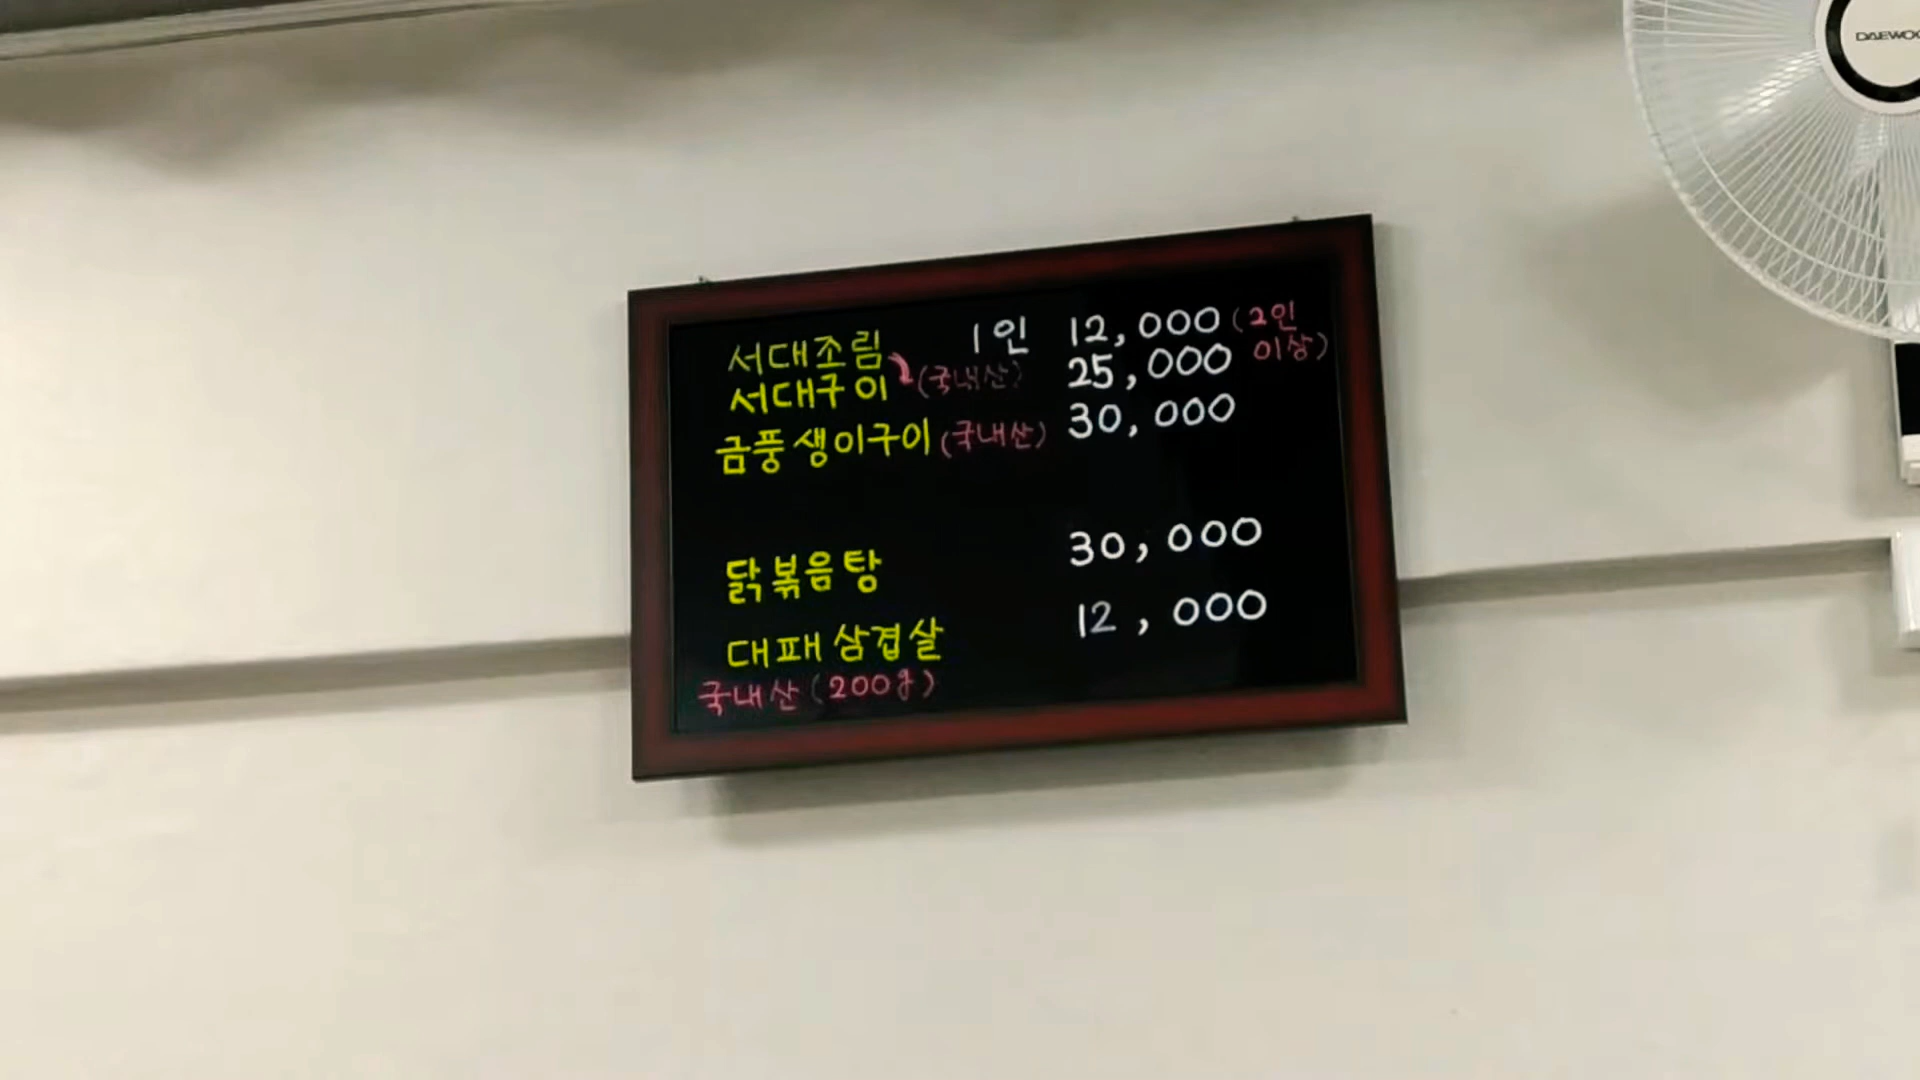 서대조림 1인 12,000 (2인 이상)
서대구이 (국내산) 25,000
금풍생이구이 (국내산) 30,000
닭볶음탕 30,000
대패삼겹살 12,000
국내산 (200g)
DAEWOO